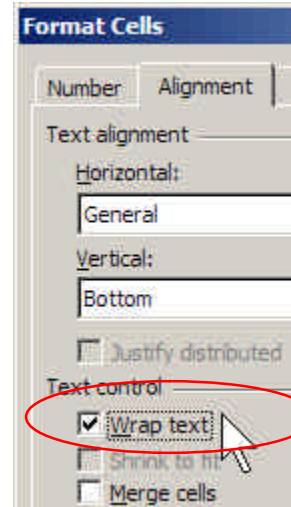 Format Cells
Number Alignment
Text alignment
Horizontal:
General
Vertical:
Bottom
Justify distributed
Text control
Wrap text
Shrink to fit
Merge cells